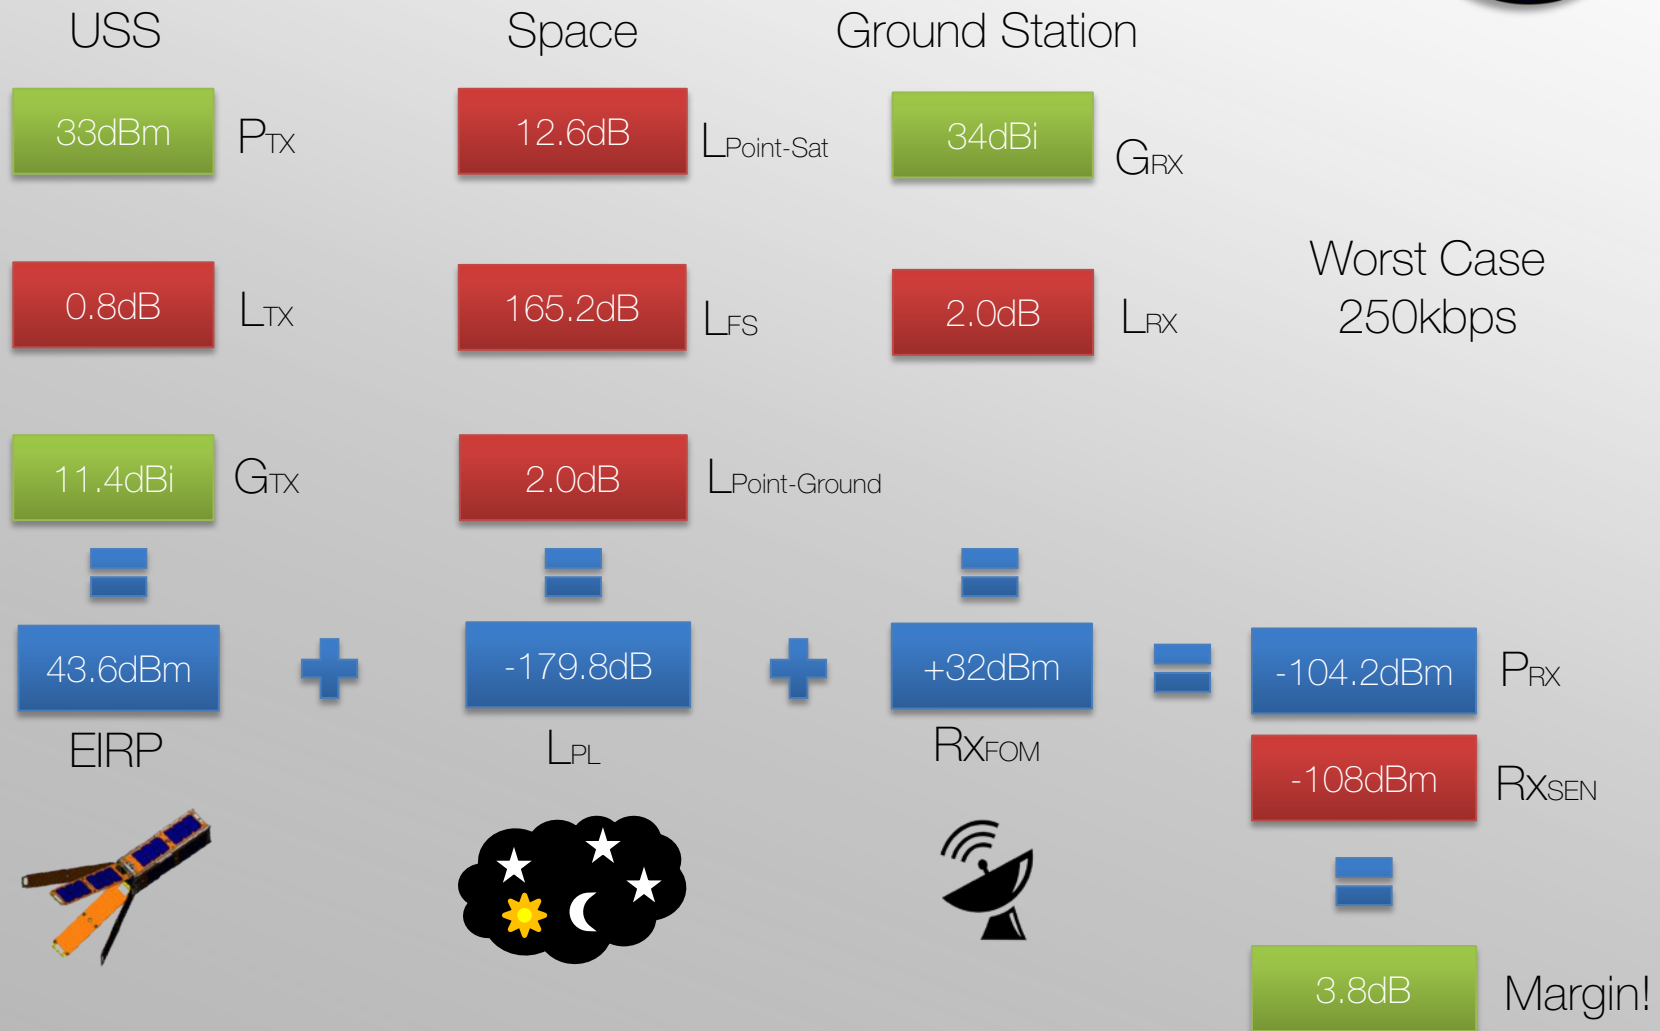 USS Space Ground Station
33dBm PTX 12.6dB LPoint-Sat 34dBi GRX
Worst Case
250kbps
0.8dB LTX 165.2dB LFS 2.0dB LRX
11.4dBi GTX 2.0dB LPoint-Ground
43.6dBm -179.8dB +32dBm -104.2dBm PRX
EIRP LPL RxFOM
-108dBm RxSEN
3.8dB Margin!